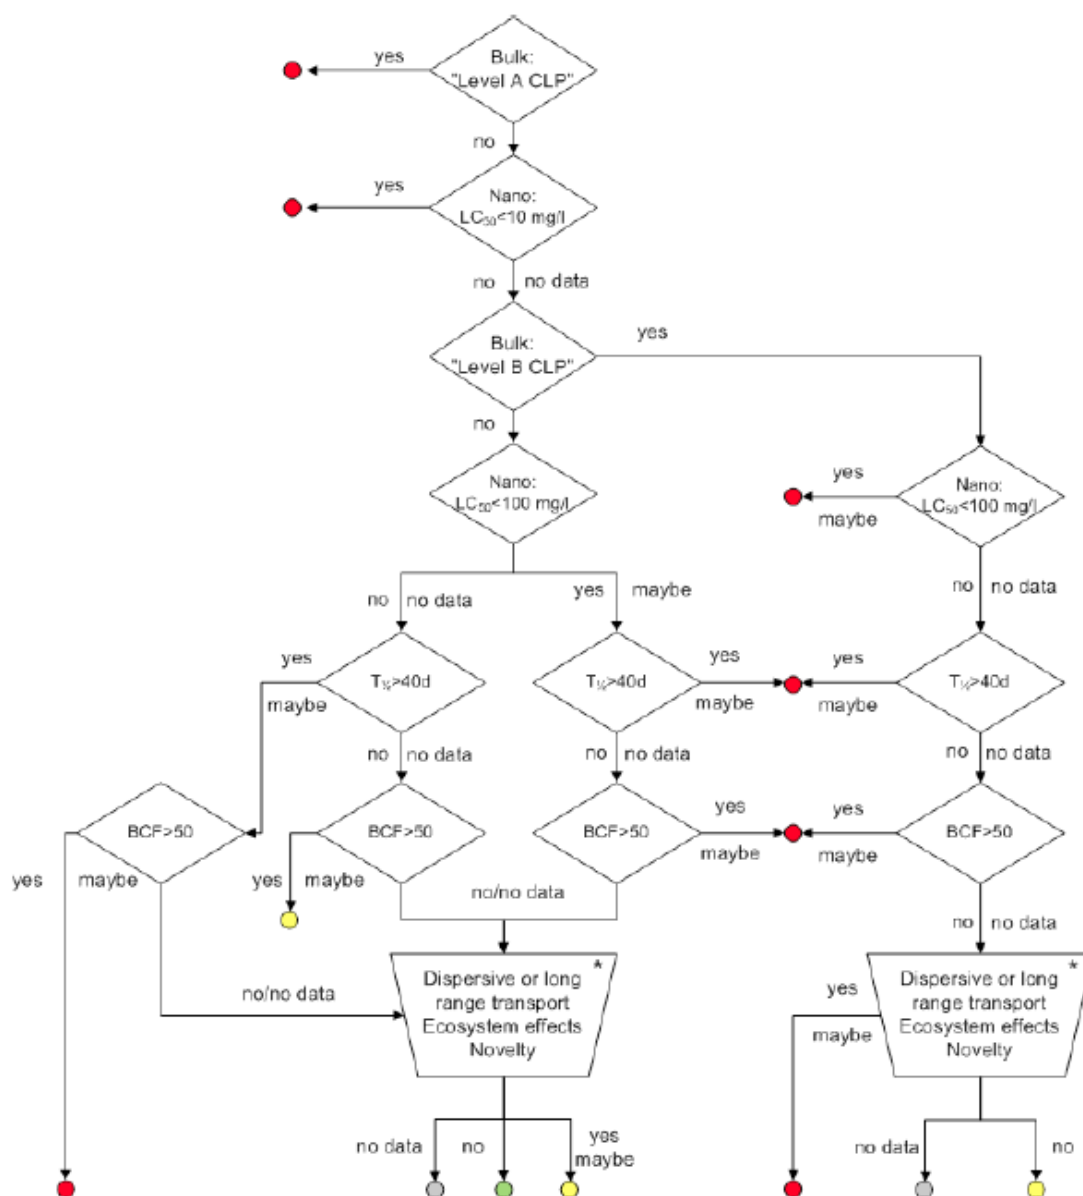 yes
Bulk:
"Level A CLP"
no
yes
Nano:
LC₅₀<10 mg/l
no no data
Bulk:
"Level B CLP"
yes
no
Nano:
LC₅₀<100 mg/l
yes
maybe
Nano:
LC₅₀<100 mg/l
no no data
yes maybe
no no data
yes
maybe
T½>40d
T½>40d
yes
maybe
yes
maybe
T½>40d
no no data
no no data
no no data
BCF>50
BCF>50
BCF>50
yes
maybe
yes
maybe
BCF>50
yes maybe
yes maybe
no/no data
no no data
no/no data
*
Dispersive or long
range transport
Ecosystem effects
Novelty
yes
maybe
*
Dispersive or long
range transport
Ecosystem effects
Novelty
no data
no
yes
maybe
no data
no